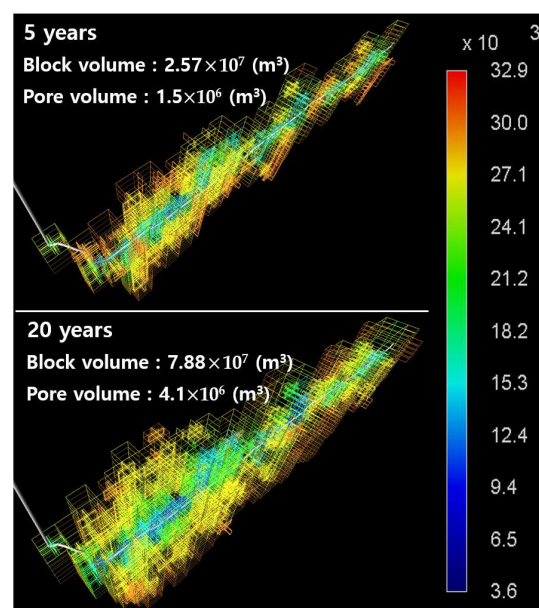 5 years
Block volume : 2.57×10⁷ (m³)
Pore volume : 1.5×10⁶ (m³)
20 years
Block volume : 7.88×10⁷ (m³)
Pore volume : 4.1×10⁶ (m³)
x 10 3
32.9
30.0
27.1
24.1
21.2
18.2
15.3
12.4
9.4
6.5
3.6